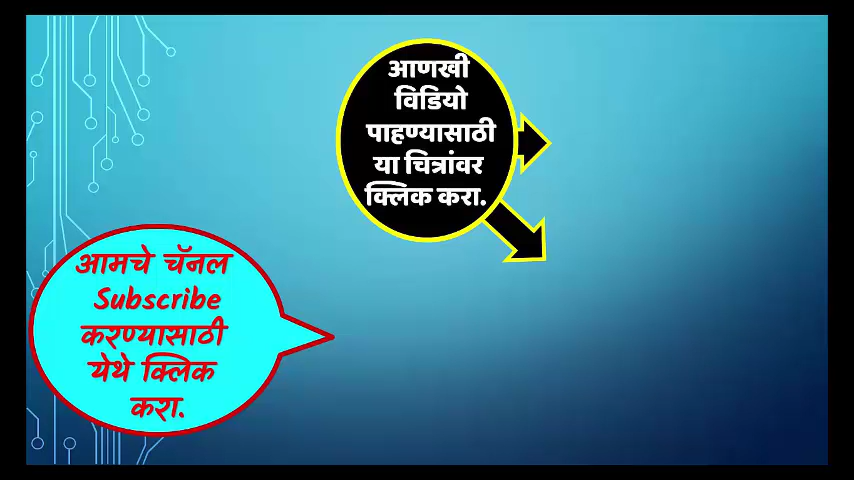 आणखी
विडियो
पाहण्यासाठी
या चित्रांवर
क्लिक करा.
आमचे चॅनल
Subscribe
करण्यासाठी
येथे क्लिक
करा.